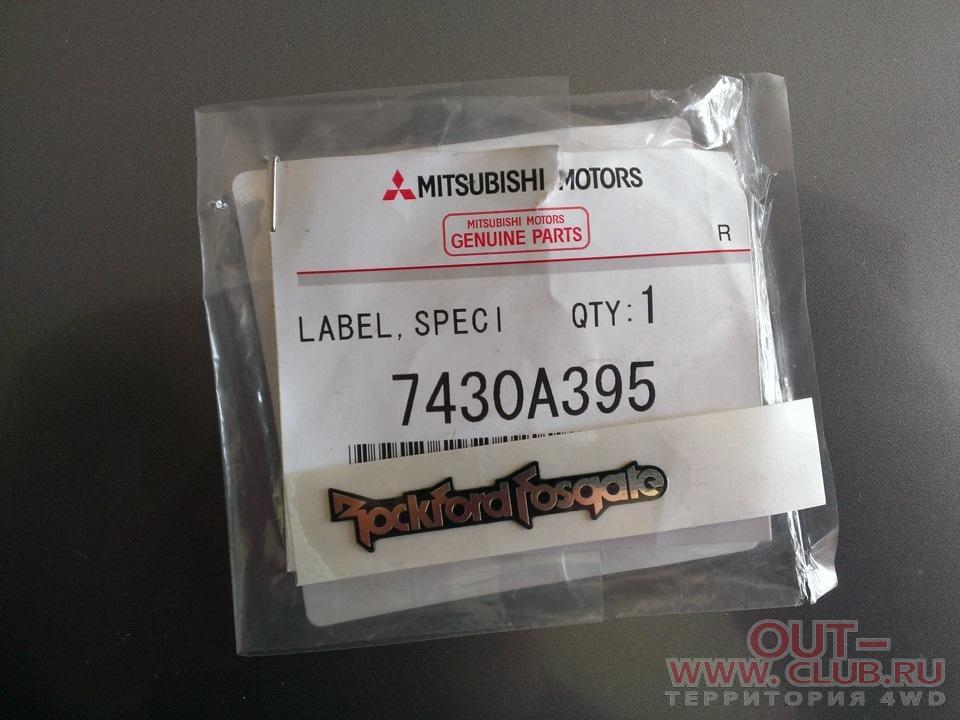 MITSUBISHI MOTORS
MITSUBISHI MOTORS
GENUINE PARTS
R
LABEL, SPECI QTY: 1
7430A395
Rockford Fosgate
OUT-
WWW.CLUB.RU
ТЕРРИТОРИЯ 4WD